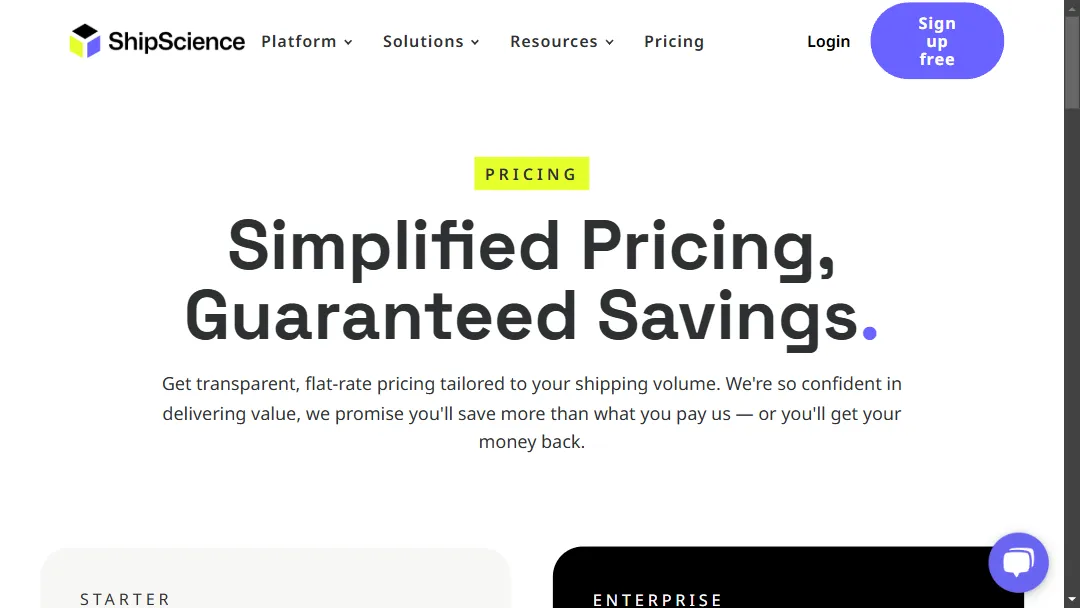 ShipScience
Platform
Solutions
Resources
Pricing
Login
Sign
up
free
PRICING
Simplified Pricing,
Guaranteed Savings.
Get transparent, flat-rate pricing tailored to your shipping volume. We're so confident in
delivering value, we promise you'll save more than what you pay us — or you'll get your
money back.
STARTER
ENTERPRISE